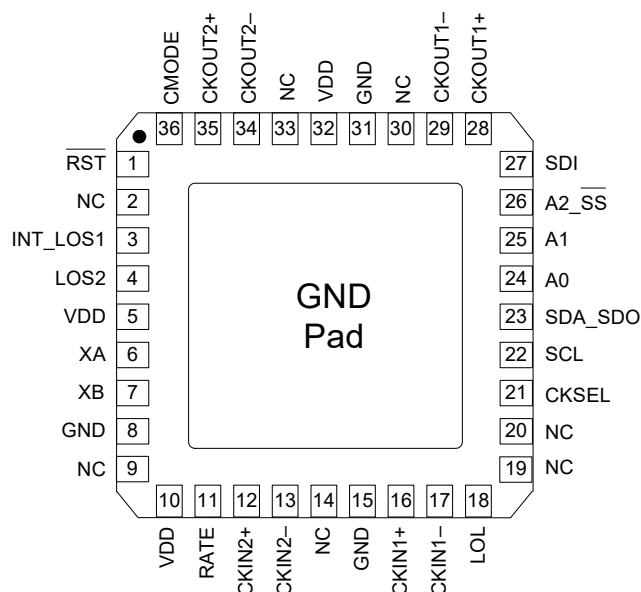 CMODE
CKOUT2+
CKOUT2–
NC
VDD
GND
NC
CKOUT1–
CKOUT1+
36 35 34 33 32 31 30 29 28
RST 1
NC 2
INT_LOS1 3
LOS2 4
VDD 5
XA 6
XB 7
GND 8
NC 9
GND
Pad
27 SDI
26 A2_SS
25 A1
24 A0
23 SDA_SDO
22 SCL
21 CKSEL
20 NC
19 NC
10 11 12 13 14 15 16 17 18
VDD
RATE
CKIN2+
CKIN2–
NC
GND
CKIN1+
CKIN1–
LOL